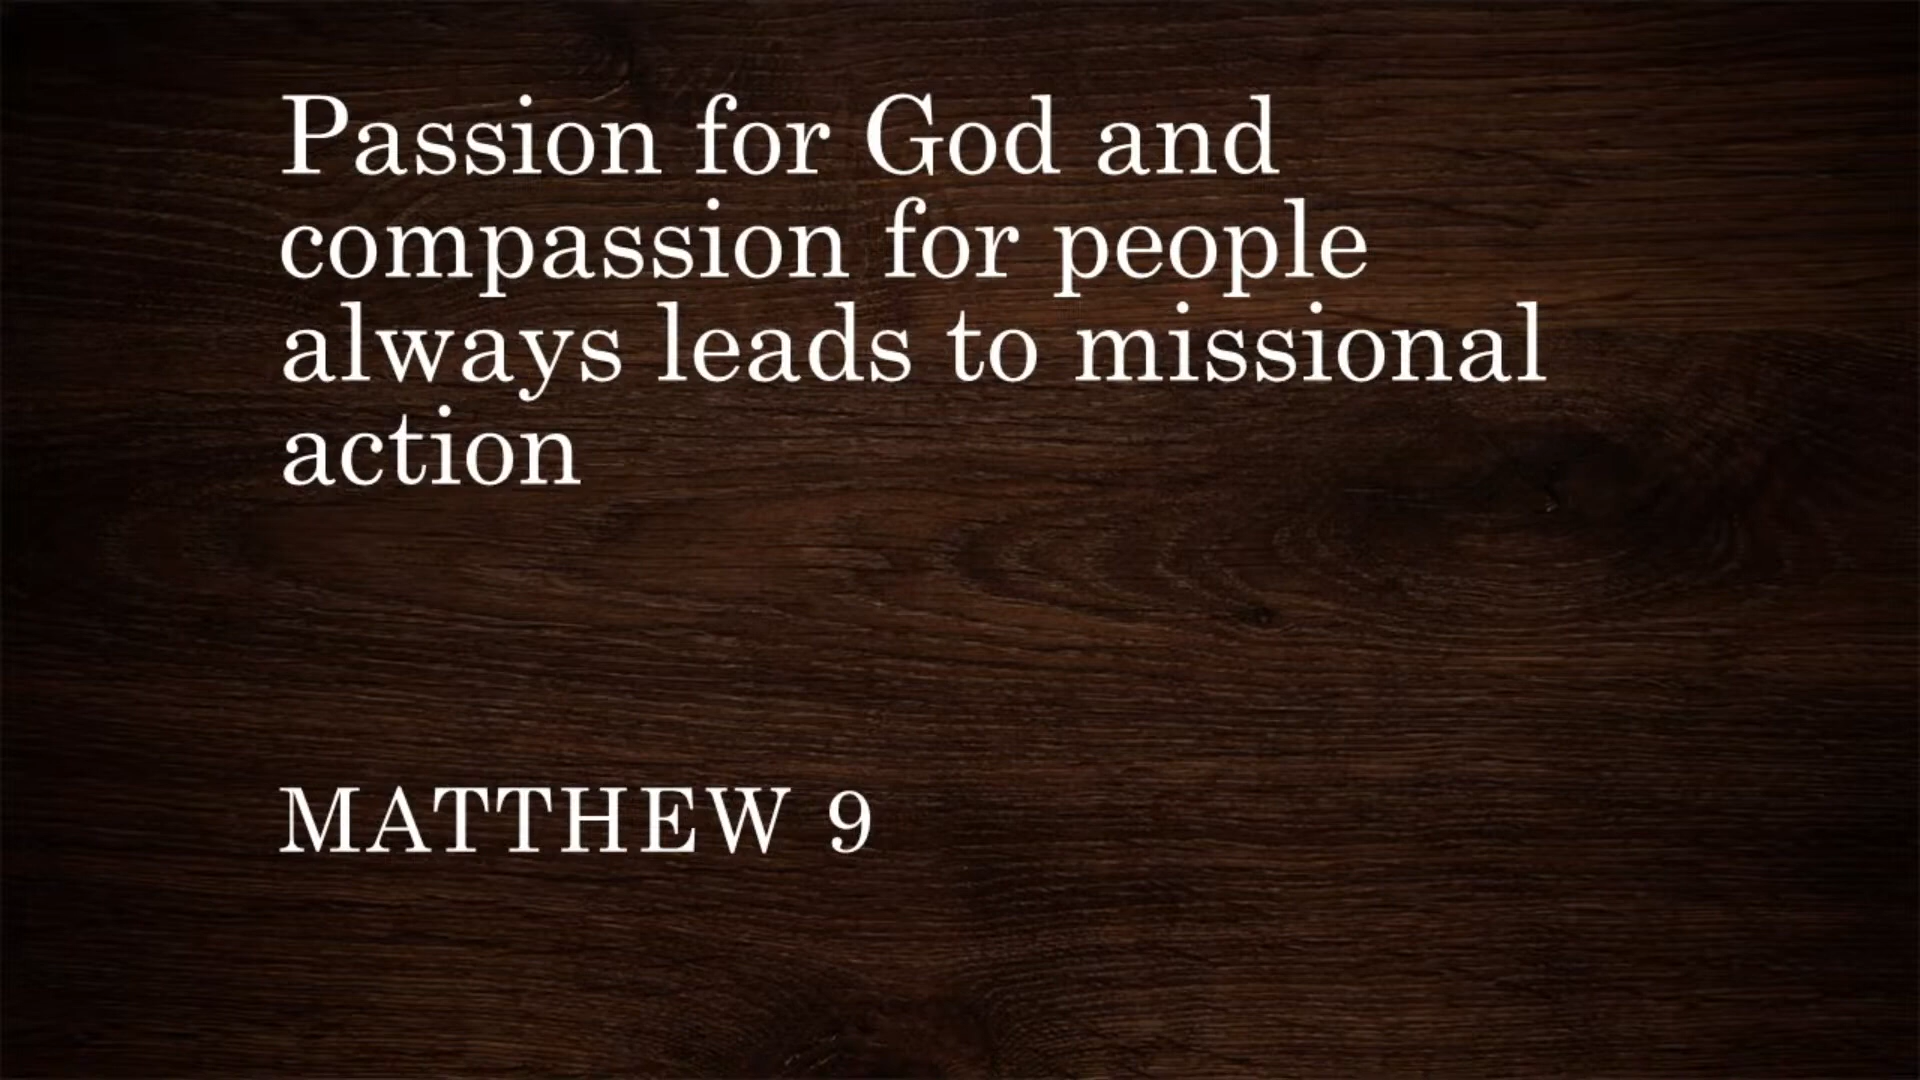 Passion for God and
compassion for people
always leads to missional
action
MATTHEW 9